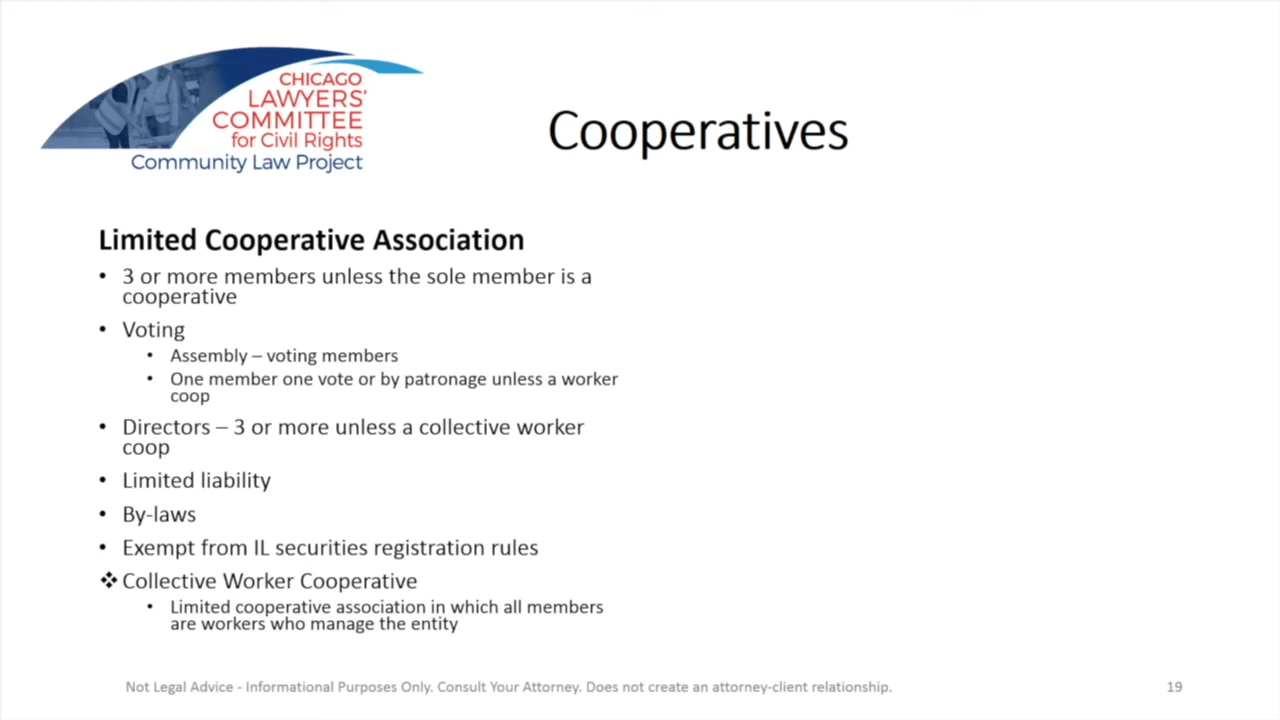 CHICAGO
LAWYERS'
COMMITTEE
for Civil Rights
Community Law Project
Cooperatives
Limited Cooperative Association
• 3 or more members unless the sole member is a
cooperative
• Voting
• Assembly – voting members
• One member one vote or by patronage unless a worker
coop
• Directors – 3 or more unless a collective worker
coop
• Limited liability
• By-laws
• Exempt from IL securities registration rules
❖ Collective Worker Cooperative
• Limited cooperative association in which all members
are workers who manage the entity
Not Legal Advice - Informational Purposes Only. Consult Your Attorney. Does not create an attorney-client relationship.
19